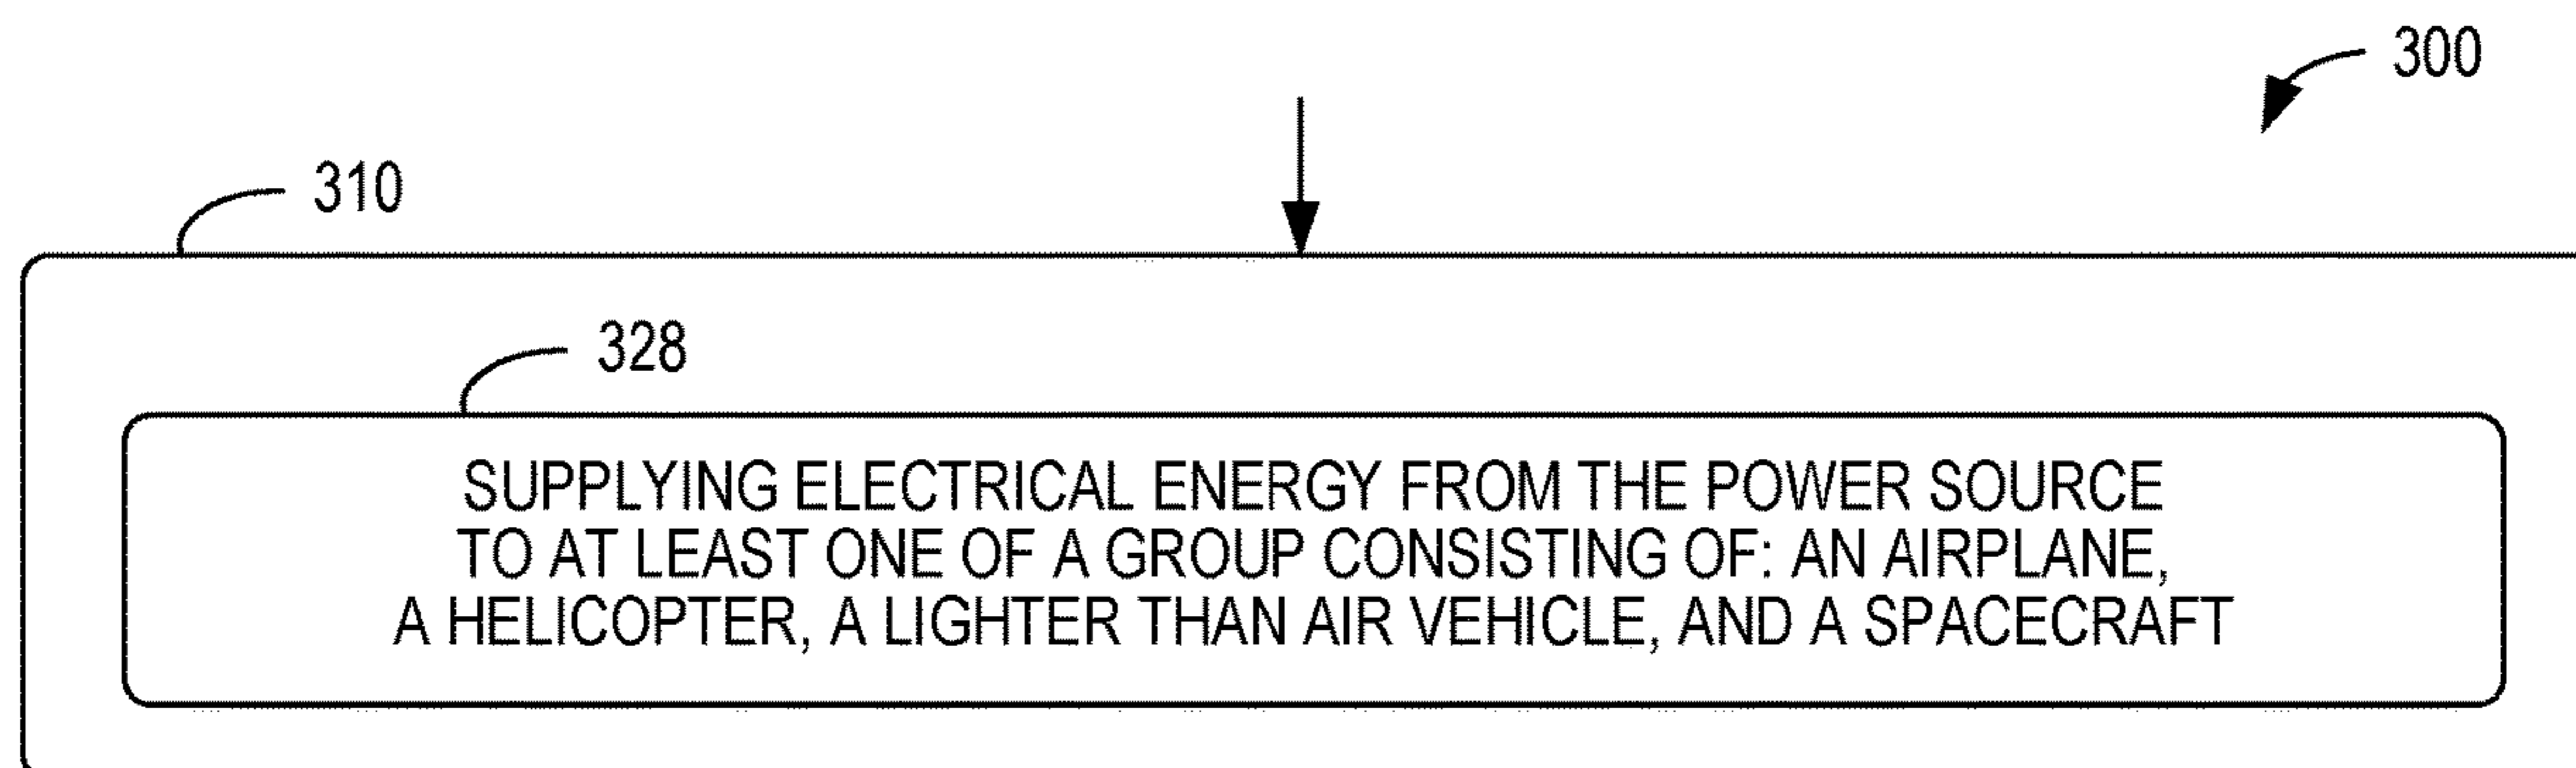 300
310
328
SUPPLYING ELECTRICAL ENERGY FROM THE POWER SOURCE
TO AT LEAST ONE OF A GROUP CONSISTING OF: AN AIRPLANE,
A HELICOPTER, A LIGHTER THAN AIR VEHICLE, AND A SPACECRAFT